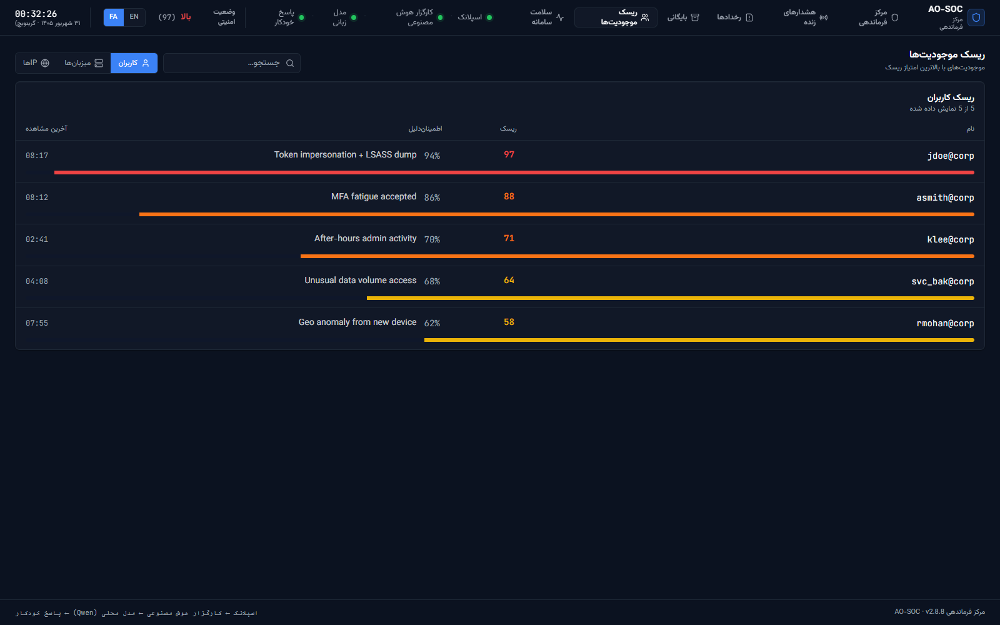 AO-SOC
مرکز
فرماندهی
مرکز
فرماندهی
هشدارهای
زنده
رخدادها
بایگانی
ریسک
موجودیت‌ها
سلامت
سامانه
اسپلانک
کارگزار هوش
مصنوعی
مدل
زبانی
پاسخ
خودکار
وضعیت
امنیتی
بالا (97)
EN
FA
00:32:26
۳۱ شهریور ۱۴۰۵ · گرینویچ)
ریسک موجودیت‌ها
موجودیت‌های با بالاترین امتیاز ریسک
جستجو...
کاربران
میزبان‌ها
IPها
ریسک کاربران
5 از 5 نمایش داده شده
نام ریسک اطمینان دلیل آخرین مشاهده
jdoe@corp 97 94% Token impersonation + LSASS dump 08:17
asmith@corp 88 86% MFA fatigue accepted 08:12
klee@corp 71 70% After-hours admin activity 02:41
svc_bak@corp 64 68% Unusual data volume access 04:08
rmohan@corp 58 62% Geo anomaly from new device 07:55
مرکز فرماندهی AO-SOC · v2.8.8
اسپلانک ← کارگزار هوش مصنوعی ← مدل محلی (Qwen) ← پاسخ خودکار